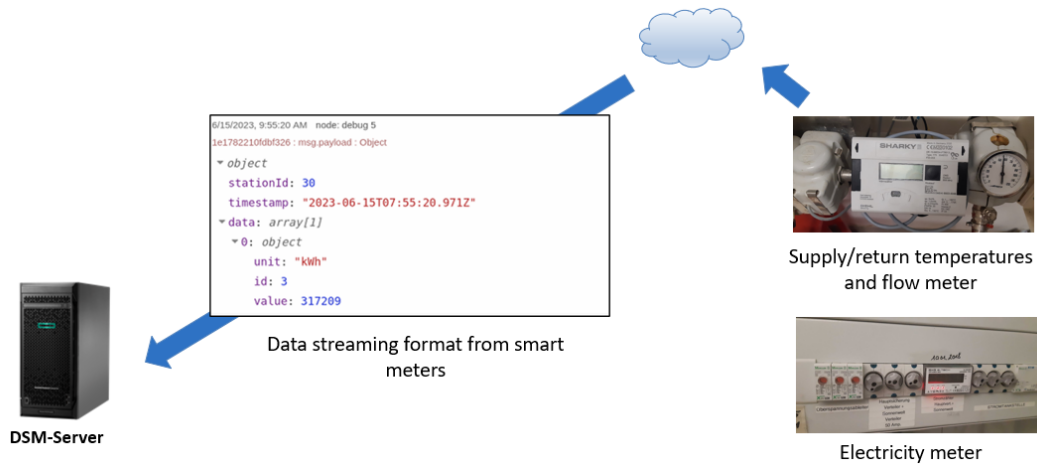 6/15/2023, 9:55:20 AM node: debug 5
1e1782210fdbf326 : msg.payload : Object
object
stationId: 30
timestamp: "2023-06-15T07:55:20.971Z"
data: array[1]
0: object
unit: "kWh"
id: 3
value: 317209
Data streaming format from smart
meters
DSM-Server
SHARKY
Supply/return temperatures
and flow meter
Electricity meter